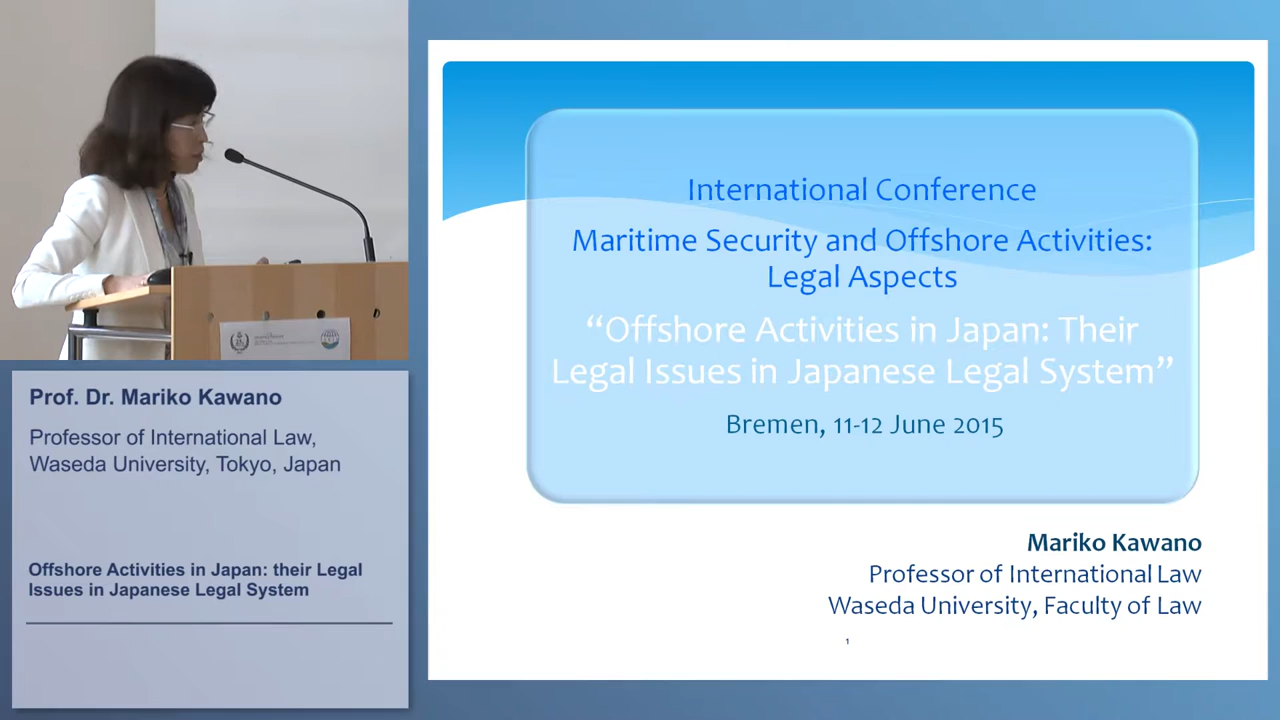 Prof. Dr. Mariko Kawano
Professor of International Law,
Waseda University, Tokyo, Japan
Offshore Activities in Japan: their Legal
Issues in Japanese Legal System
International Conference
Maritime Security and Offshore Activities:
Legal Aspects
“Offshore Activities in Japan: Their
Legal Issues in Japanese Legal System”
Bremen, 11-12 June 2015
Mariko Kawano
Professor of International Law
Waseda University, Faculty of Law
1